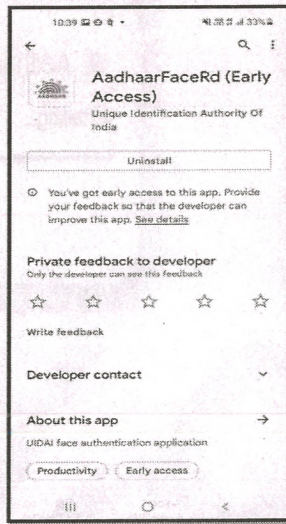 10:39
33%
AadhaarFaceRd (Early
Access)
Unique Identification Authority Of
India
Uninstall
You've got early access to this app. Provide
your feedback so that the developer can
improve this app. See details
Private feedback to developer
Only the developer can see this feedback
Write feedback
Developer contact
About this app
UIDAI face authentication application
Productivity
Early access